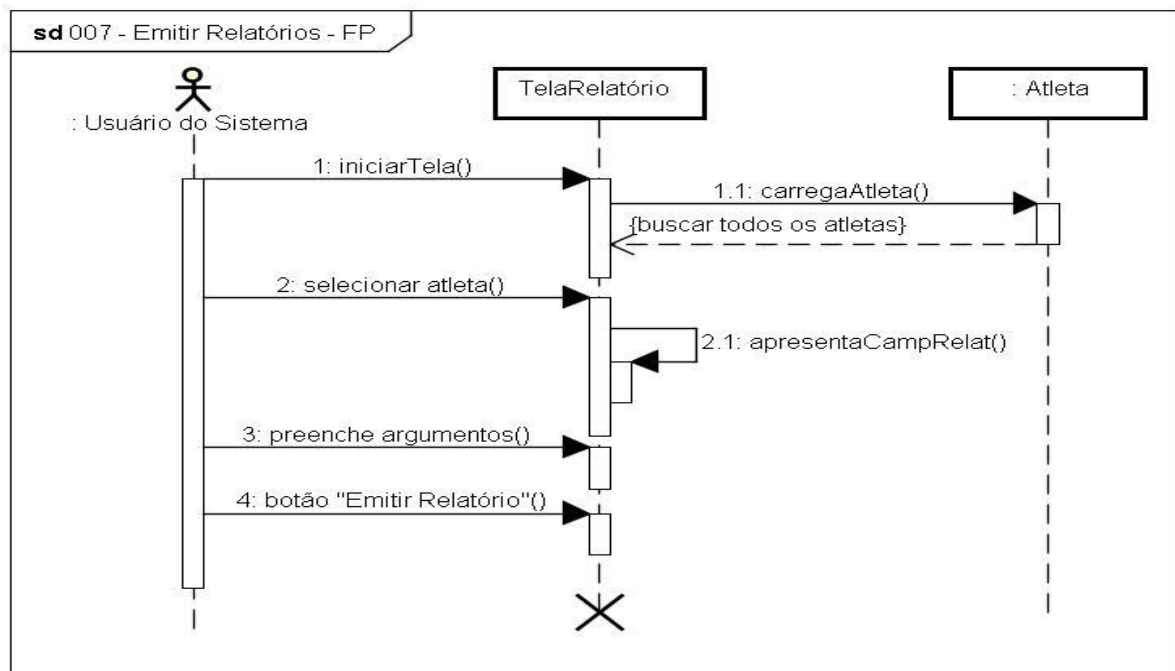 sd 007 - Emitir Relatórios - FP
: Usuário do Sistema
TelaRelatório
: Atleta
1: iniciarTela()
1.1: carregaAtleta()
{buscar todos os atletas}
2: selecionar atleta()
2.1: apresentaCampRelat()
3: preenche argumentos()
4: botão "Emitir Relatório"()